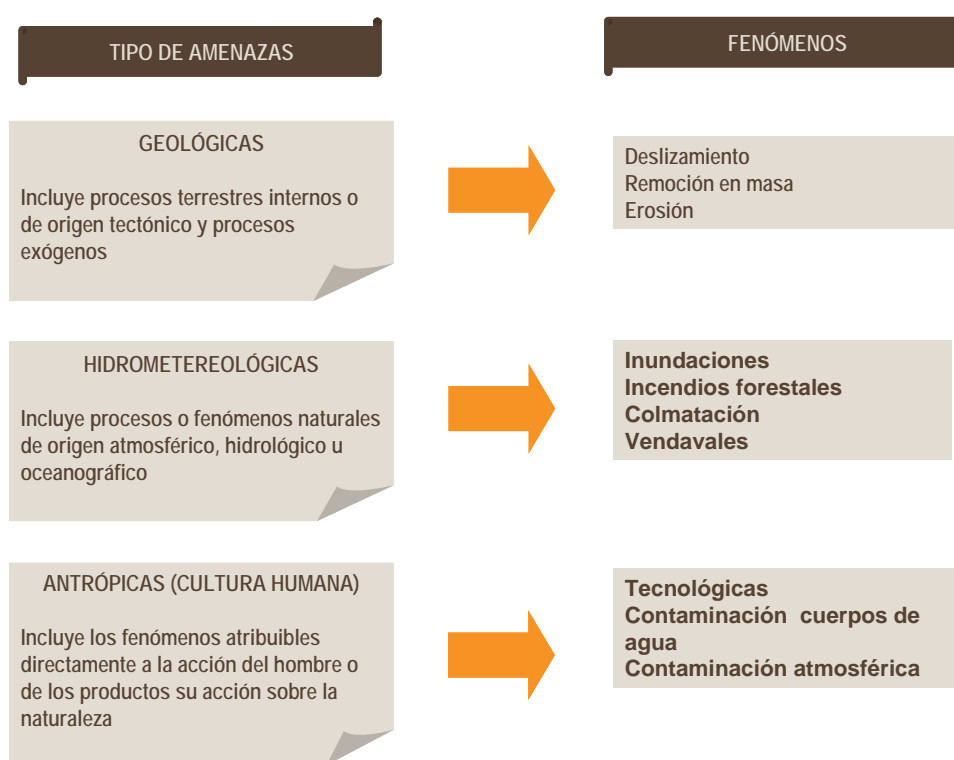 TIPO DE AMENAZAS
FENÓMENOS
GEOLÓGICAS
Incluye procesos terrestres internos o
de origen tectónico y procesos
exógenos
Deslizamiento
Remoción en masa
Erosión
HIDROMETEREOLÓGICAS
Incluye procesos o fenómenos naturales
de origen atmosférico, hidrológico u
oceanográfico
Inundaciones
Incendios forestales
Colmatación
Vendavales
ANTRÓPICAS (CULTURA HUMANA)
Incluye los fenómenos atribuibles
directamente a la acción del hombre o
de los productos su acción sobre la
naturaleza
Tecnológicas
Contaminación cuerpos de
agua
Contaminación atmosférica